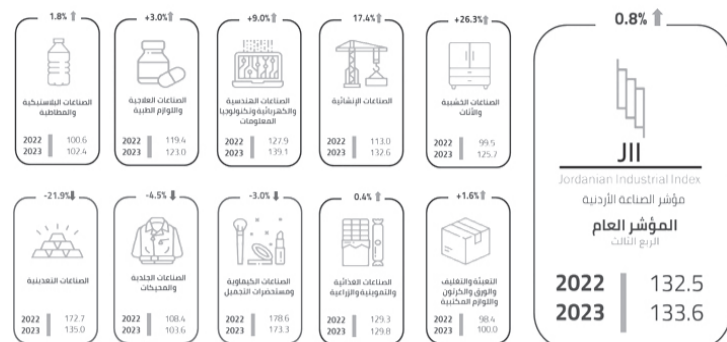 0.8%
JII
Jordanian Industrial Index
مؤشر الصناعة الأردنية
المؤشر العام
الربع الثالث
2022 132.5
2023 133.6
+26.3%
الصناعات الخشبية
والأثاث
2022 99.5
2023 125.7
17.4%
الصناعات الإنشائية
2022 113.0
2023 132.6
+9.0%
الصناعات الهندسية
والكهربائية وتكنولوجيا
المعلومات
2022 127.9
2023 139.1
+3.0%
الصناعات العلاجية
واللوازم الطبية
2022 119.4
2023 123.0
1.8%
الصناعات البلاستيكية
والمطاطية
2022 100.6
2023 102.4
+1.6%
التعبئة والتغليف
والورق والكرتون
واللوازم المكتبية
2022 98.4
2023 100.0
0.4%
الصناعات الغذائية
والتموينية والزراعية
2022 129.3
2023 129.8
-3.0%
الصناعات الكيماوية
ومستحضرات التجميل
2022 178.6
2023 173.3
-4.5%
الصناعات الجلدية
والمحيكات
2022 108.4
2023 103.6
-21.9%
الصناعات التعدينية
2022 172.7
2023 135.0